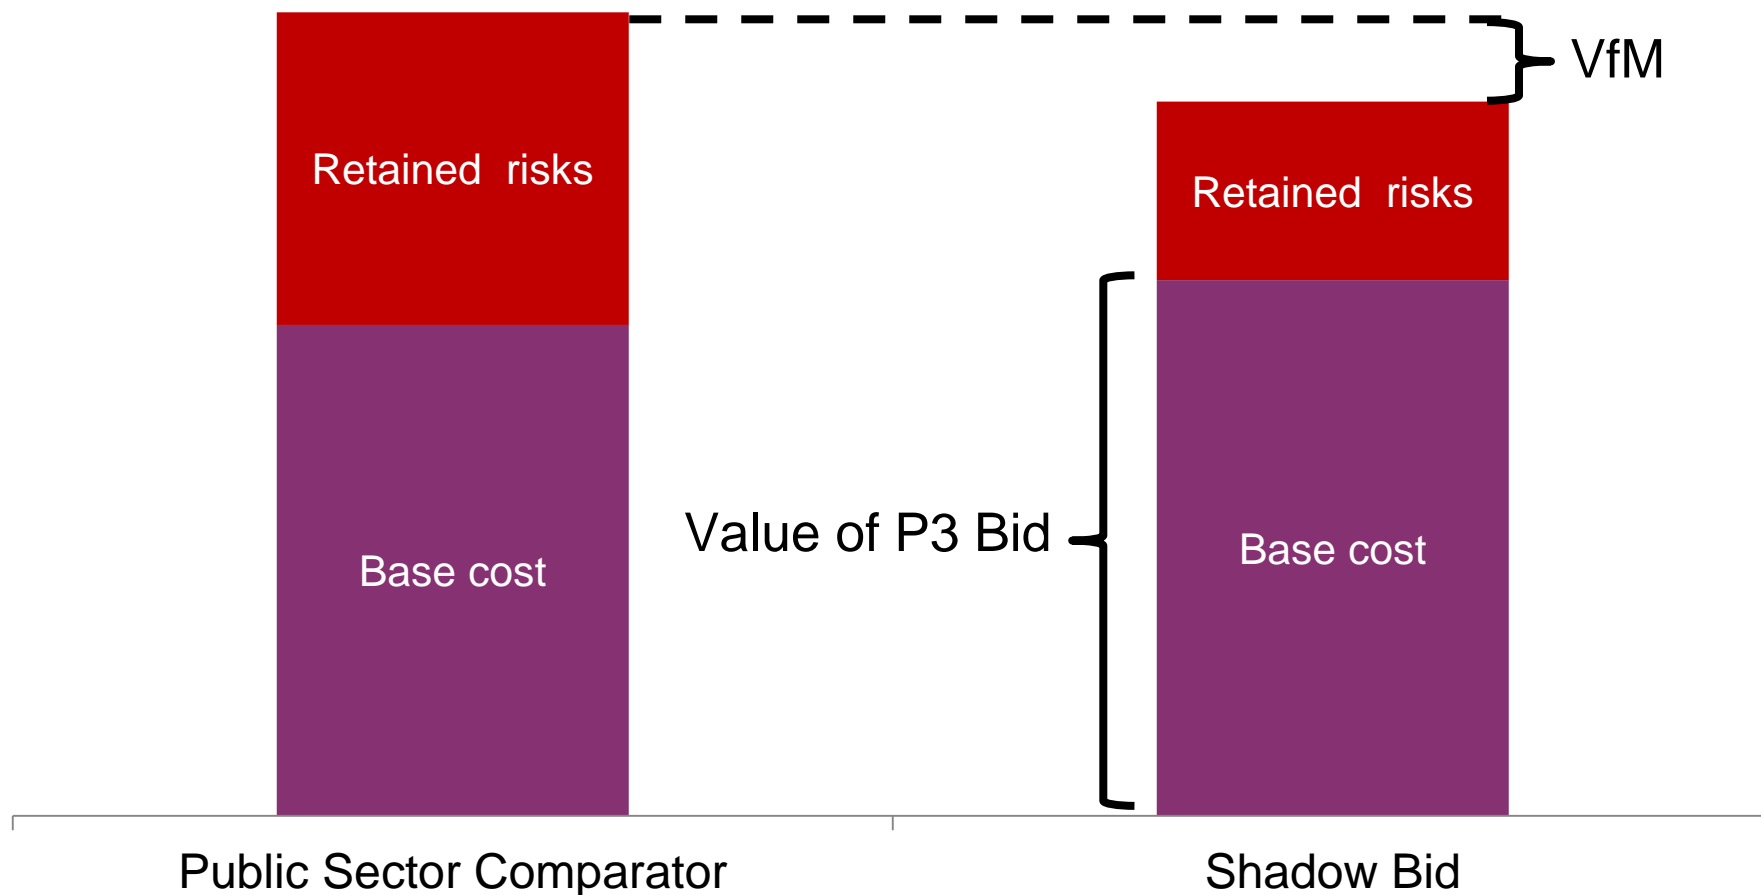 VfM
Retained  risks
Retained  risks
Value of P3 Bid
Base cost
Base cost
Public Sector Comparator
Shadow Bid